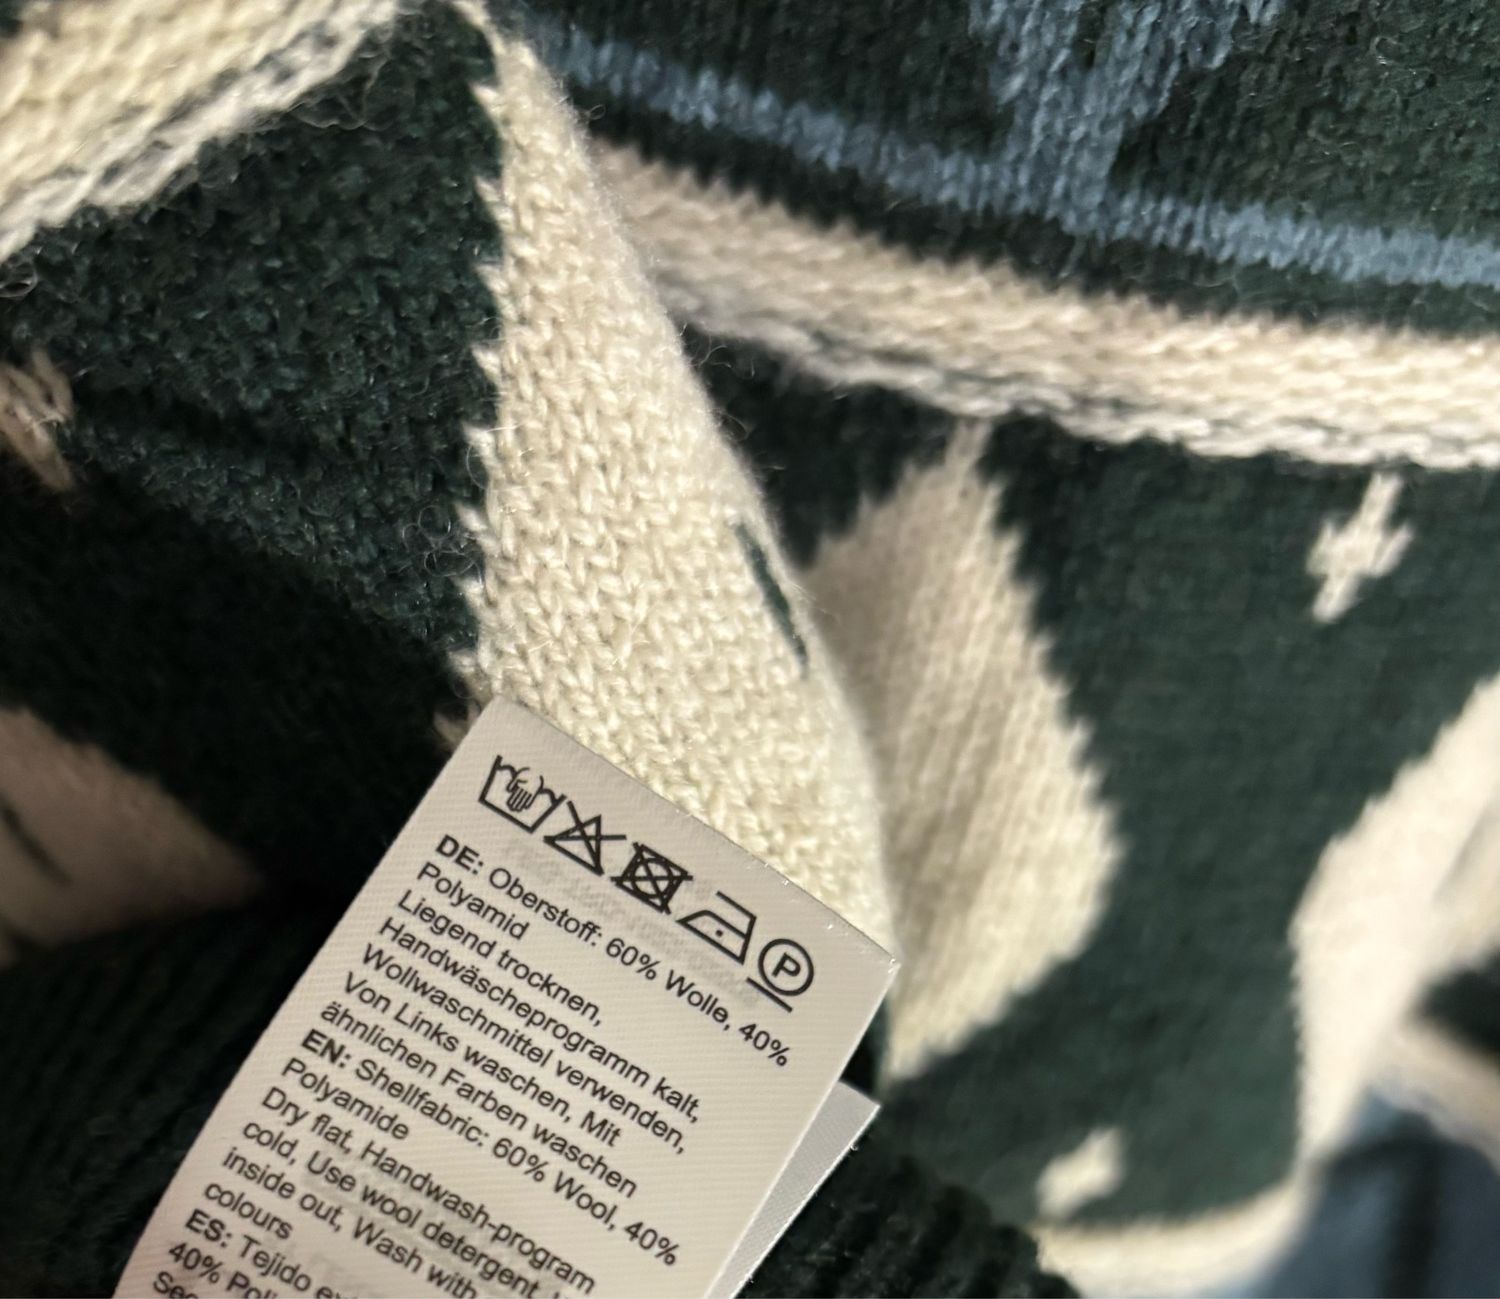 P
DE: Oberstoff: 60% Wolle, 40%
Polyamid
Liegend trocknen,
Handwäscheprogramm kalt,
Wollwaschmittel verwenden,
Von Links waschen, Mit
ähnlichen Farben waschen
EN: Shellfabric: 60% Wool, 40%
Polyamide
Dry flat, Handwash-program
cold, Use wool detergent,
inside out, Wash with
colours
ES: Tejido
40%